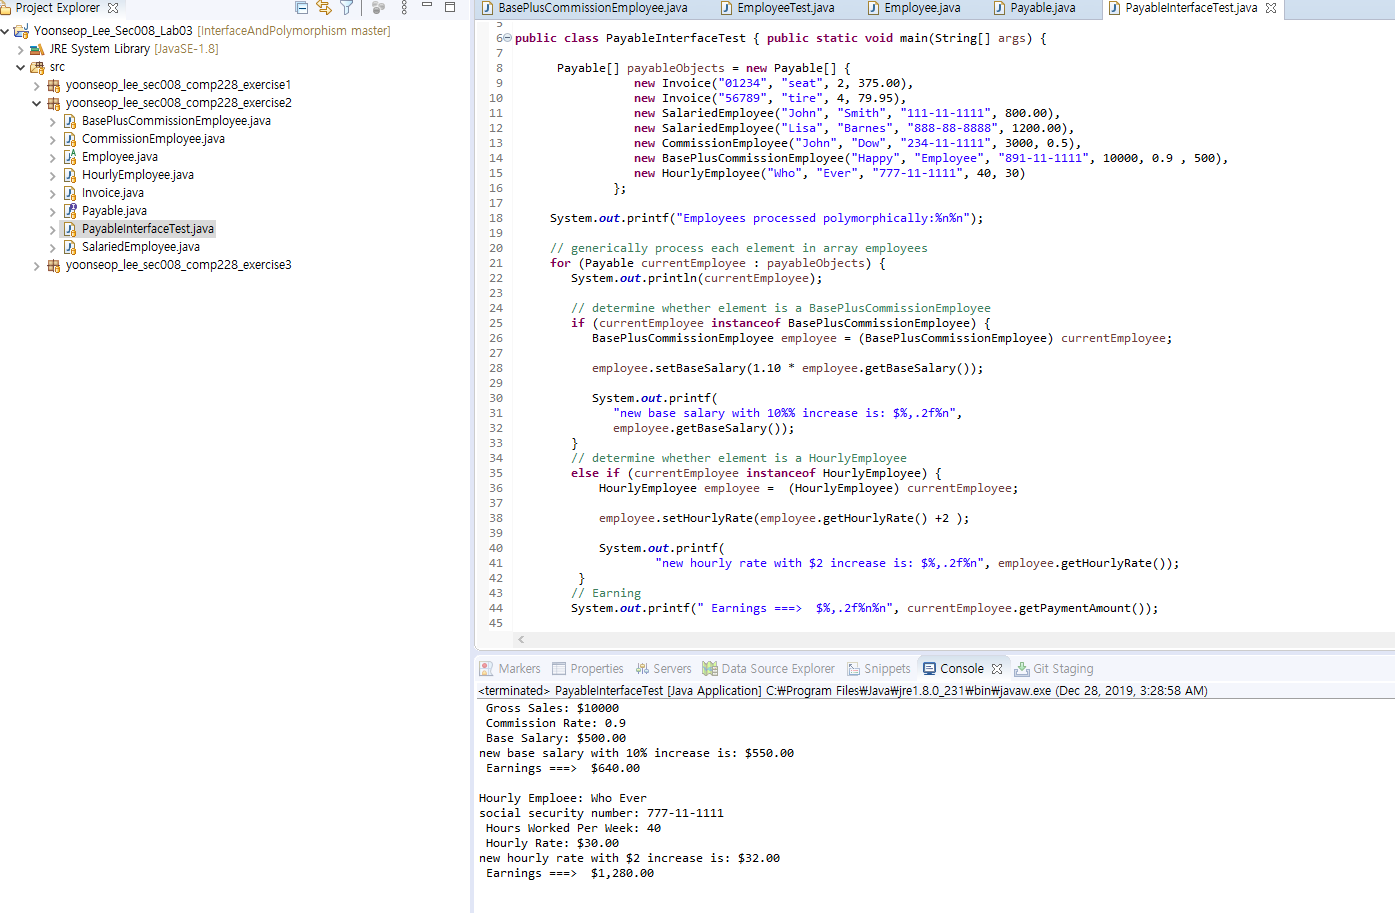 Project Explorer
Yoonseop_Lee_Sec008_Lab03 [InterfaceAndPolymorphism master]
JRE System Library [JavaSE-1.8]
src
yoonseop_lee_sec008_comp228_exercise1
yoonseop_lee_sec008_comp228_exercise2
BasePlusCommissionEmployee.java
CommissionEmployee.java
Employee.java
HourlyEmployee.java
Invoice.java
Payable.java
PayableInterfaceTest.java
SalariedEmployee.java
yoonseop_lee_sec008_comp228_exercise3
BasePlusCommissionEmployee.java
EmployeeTest.java
Employee.java
Payable.java
PayableInterfaceTest.java
5
6 public class PayableInterfaceTest { public static void main(String[] args) {
7
8 Payable[] payableObjects = new Payable[] {
9 new Invoice("01234", "seat", 2, 375.00),
10 new Invoice("56789", "tire", 4, 79.95),
11 new SalariedEmployee("John", "Smith", "111-11-1111", 800.00),
12 new SalariedEmployee("Lisa", "Barnes", "888-88-8888", 1200.00),
13 new CommissionEmployee("John", "Dow", "234-11-1111", 3000, 0.5),
14 new BasePlusCommissionEmployee("Happy", "Employee", "891-11-1111", 10000, 0.9 , 500),
15 new HourlyEmployee("Who", "Ever", "777-11-1111", 40, 30)
16 };
17
18 System.out.printf("Employees processed polymorphically:%n%n");
19
20 // generically process each element in array employees
21 for (Payable currentEmployee : payableObjects) {
22 System.out.println(currentEmployee);
23
24 // determine whether element is a BasePlusCommissionEmployee
25 if (currentEmployee instanceof BasePlusCommissionEmployee) {
26 BasePlusCommissionEmployee employee = (BasePlusCommissionEmployee) currentEmployee;
27
28 employee.setBaseSalary(1.10 * employee.getBaseSalary());
29
30 System.out.printf(
31 "new base salary with 10%% increase is: $%,.2f%n",
32 employee.getBaseSalary());
33 }
34 // determine whether element is a HourlyEmployee
35 else if (currentEmployee instanceof HourlyEmployee) {
36 HourlyEmployee employee =  (HourlyEmployee) currentEmployee;
37
38 employee.setHourlyRate(employee.getHourlyRate() +2 );
39
40 System.out.printf(
41 "new hourly rate with $2 increase is: $%,.2f%n", employee.getHourlyRate());
42 }
43 // Earning
44 System.out.printf(" Earnings ===>  $%,.2f%n%n", currentEmployee.getPaymentAmount());
45
Markers Properties Servers Data Source Explorer Snippets Console Git Staging
<terminated> PayableInterfaceTest [Java Application] C:₩Program Files₩Java₩jre1.8.0_231₩bin₩javaw.exe (Dec 28, 2019, 3:28:58 AM)
Gross Sales: $10000
Commission Rate: 0.9
Base Salary: $500.00
new base salary with 10% increase is: $550.00
Earnings ===>  $640.00
Hourly Emploee: Who Ever
social security number: 777-11-1111
Hours Worked Per Week: 40
Hourly Rate: $30.00
new hourly rate with $2 increase is: $32.00
Earnings ===>  $1,280.00